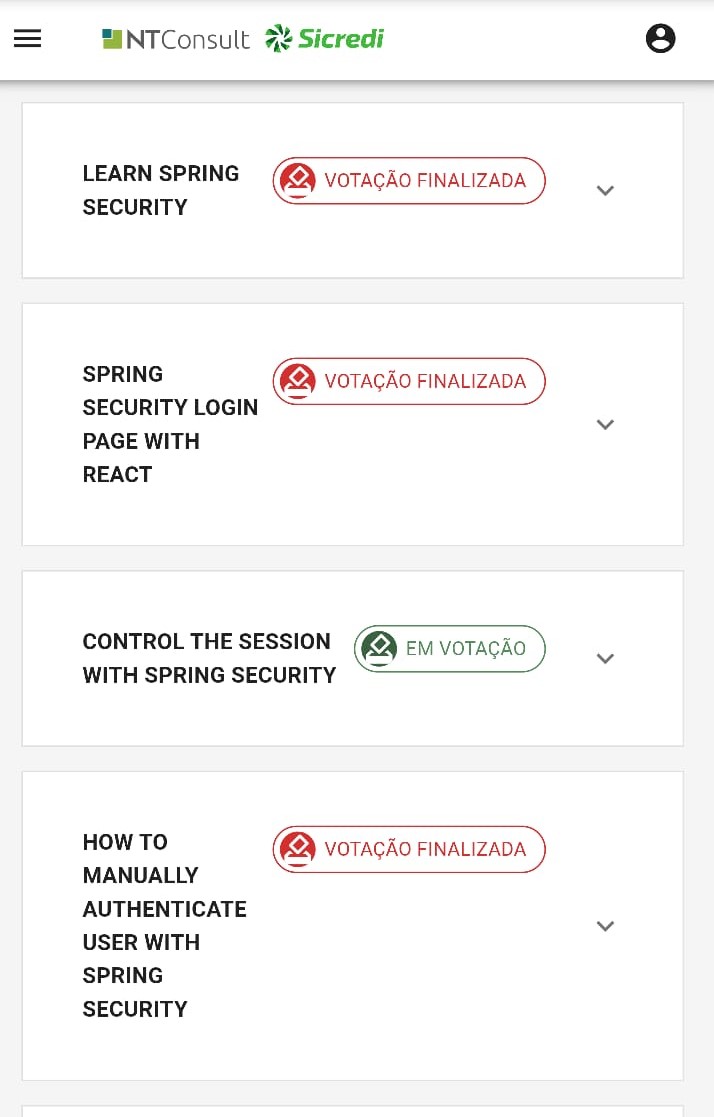 NTConsult Sicredi
LEARN SPRING
SECURITY
VOTAÇÃO FINALIZADA
SPRING
SECURITY LOGIN
PAGE WITH
REACT
VOTAÇÃO FINALIZADA
CONTROL THE SESSION
WITH SPRING SECURITY
EM VOTAÇÃO
HOW TO
MANUALLY
AUTHENTICATE
USER WITH
SPRING
SECURITY
VOTAÇÃO FINALIZADA